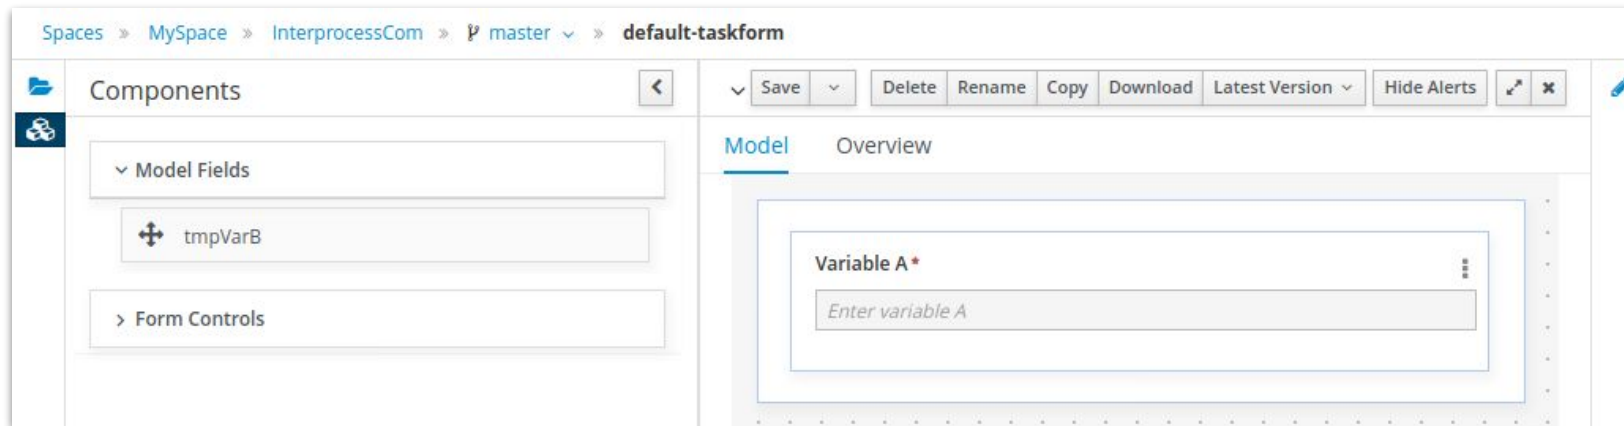 Spaces » MySpace » InterprocessCom » master » default-taskform
Components
Save Delete Rename Copy Download Latest Version Hide Alerts
Model Overview
Model Fields
tmpVarB
Variable A*
Enter variable A
Form Controls